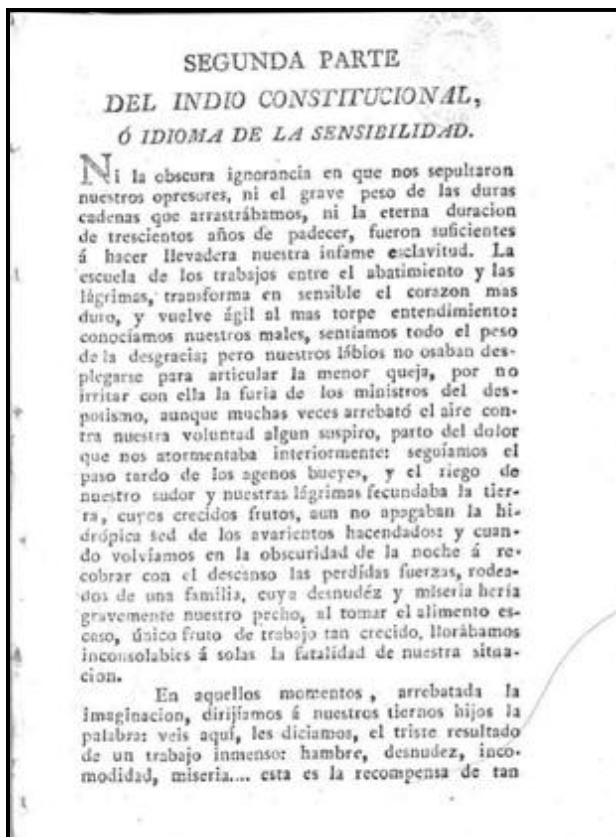 SEGUNDA PARTE
DEL INDIO CONSTITUCIONAL,
Ó IDIOMA DE LA SENSIBILIDAD.
Ni la obscura ignorancia en que nos sepultaron
nuestros opresores, ni el grave peso de las duras
cadenas que arrastrábamos, ni la eterna duracion
de trescientos años de padecer, fueron suficientes
á hacer llevadera nuestra infame esclavitud. La
escuela de los trabajos entre el abatimiento y las
lágrimas, transforma en sensible el corazon mas
duro, y vuelve ágil al mas torpe entendimiento:
conocíamos nuestros males, sentíamos todo el peso
de la desgracia; pero nuestros lábios no osaban des-
plegarse para articular la menor queja, por no
irritar con ella la furia de los ministros del des-
potismo, aunque muchas veces arrebató el aire con-
tra nuestra voluntad algun suspiro, parto del dolor
que nos atormentaba interiormente: seguíamos el
paso tardo de los agenos bueyes, y el riego de
nuestro sudor y nuestras lágrimas fecundaba la tier-
ra, cuyos crecidos frutos, aun no apagaban la hi-
drópica sed de los avarientos hacendados: y cuan-
do volvíamos en la obscuridad de la noche á re-
cobrar con el descanso las perdidas fuerzas, rodea-
dos de una familia, cuya desnudéz y miseria hería
gravemente nuestro pecho, al tomar el alimento es-
caso, único fruto de trabajo tan crecido, llorábamos
inconsolables á solas la fatalidad de nuestra situa-
cion.
En aquellos momentos, arrebatada la
imaginacion, dirijíamos á nuestros tiernos hijos la
palabra: veis aquí, les diciamos, el triste resultado
de un trabajo inmenso: hambre, desnudez, inco-
modidad, miseria.... esta es la recompensa de tan